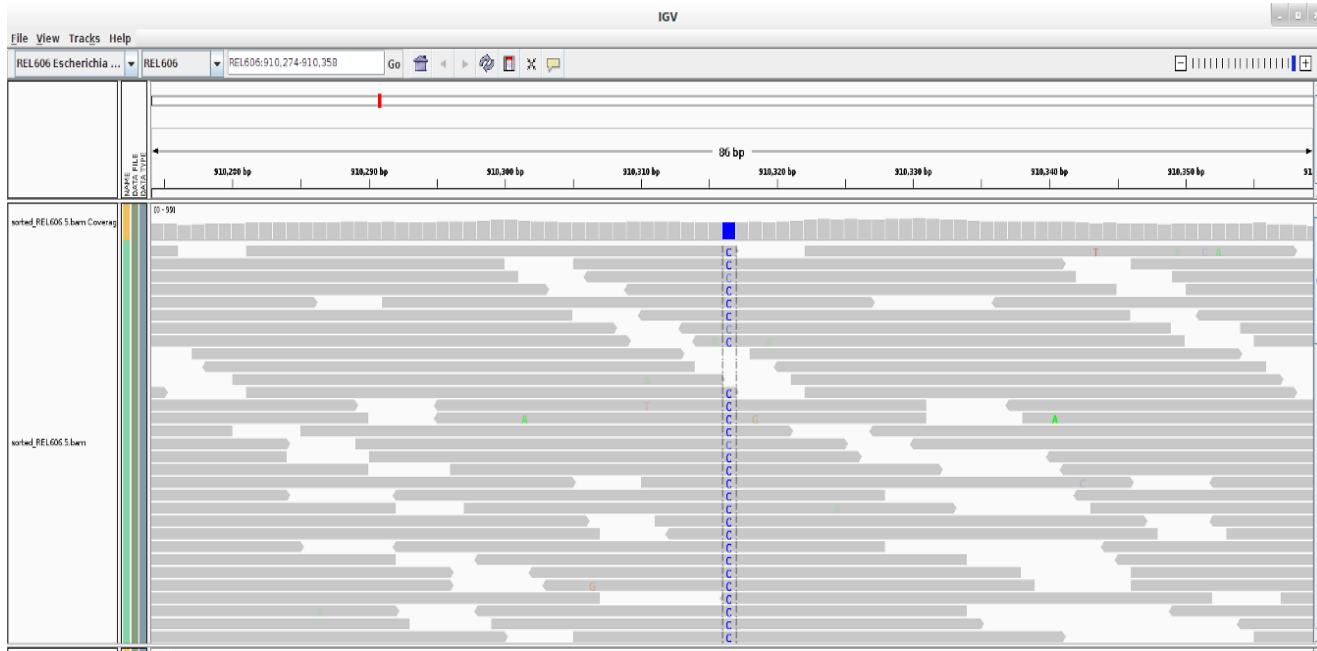 IGV
File View Tracks Help
REL606 Escherichia ... REL606 REL606:910,274-910,358 Go
86 bp
910,280 bp 910,290 bp 910,300 bp 910,310 bp 910,320 bp 910,330 bp 910,340 bp 910,350 bp 91
NAME
DATA FILE
DATA TYPE
[0 - 59]
sorted_REL606.5.bam Coverag
C T C A
C
C
C
C
C
C
C
C
T C
A C G A
C
C
C
C
C C
C
C
C
C
C
C
C
G C
C
C
C
C
sorted_REL606.5.bam